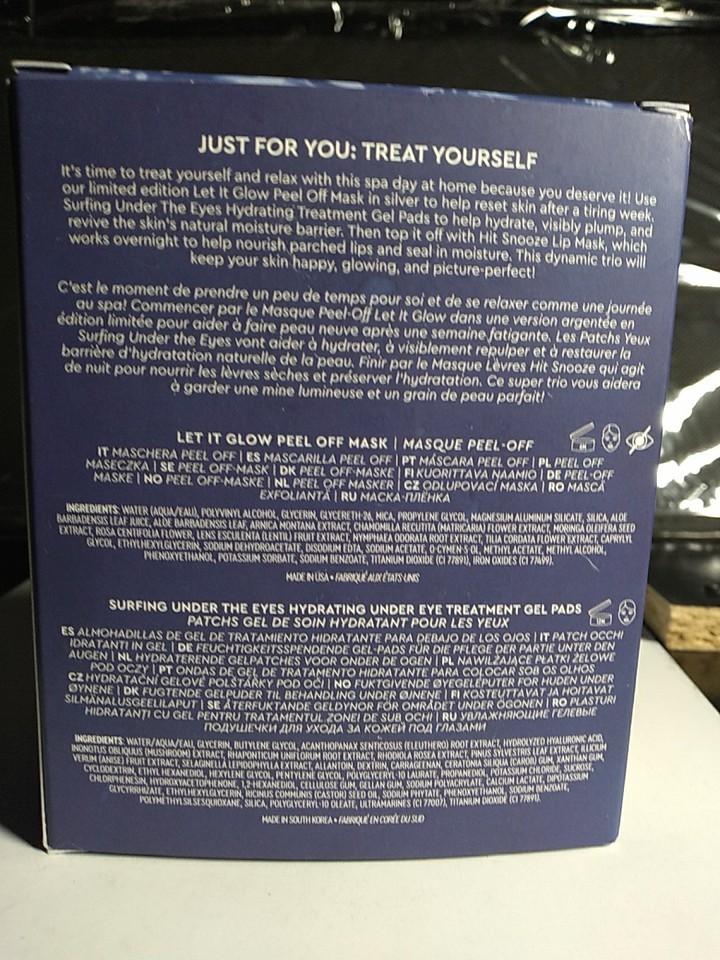 JUST FOR YOU: TREAT YOURSELF
It's time to treat yourself and relax with this spa day at home because you deserve it! Use
our limited edition Let It Glow Peel Off Mask in silver to help reset skin after a tiring week.
Surfing Under The Eyes Hydrating Treatment Gel Pads to help hydrate, visibly plump, and
revive the skin's natural moisture barrier. Then top it off with Hit Snooze Lip Mask, which
works overnight to help nourish parched lips and seal in moisture. This dynamic trio will
keep your skin happy, glowing, and picture-perfect!
C'est le moment de prendre un peu de temps pour soi et de se relaxer comme une journée
au spa! Commencer par le Masque Peel-Off Let It Glow dans une version argentée en
édition limitée pour aider à faire peau neuve après une semaine fatigante. Les Patchs Yeux
Surfing Under the Eyes vont aider à hydrater, à visiblement repulper et à restaurer la
barrière d'hydratation naturelle de la peau. Finir par le Masque Lèvres Hit Snooze qui agit
de nuit pour nourrir les lèvres sèches et préserver l'hydratation. Ce super trio vous aidera
à garder une mine lumineuse et un grain de peau parfait!
LET IT GLOW PEEL OFF MASK | MASQUE PEEL-OFF
IT MASCHERA PEEL OFF | ES MASCARILLA PEEL OFF | PT MÁSCARA PEEL OFF | PL PEEL OFF
MASECZKA | SE PEEL OFF-MASK | DK PEEL OFF-MASKE | FI KUORITTAVA NAAMIO | DE PEEL-OFF
MASKE | NO PEEL OFF-MASKE | NL PEEL OFF MASKER | CZ ODLUPOVACÍ MASKA | RO MASCĂ
EXFOLIANTĂ | RU МАСКА-ПЛЁНКА
INGREDIENTS: WATER (AQUA/EAU), POLYVINYL ALCOHOL, GLYCERIN, GLYCERETH-26, MICA, PROPYLENE GLYCOL, MAGNESIUM ALUMINUM SILICATE, SILICA, ALOE
BARBADENSIS LEAF JUICE, ALOE BARBADENSIS LEAF, ARNICA MONTANA EXTRACT, CHAMOMILLA RECUTITA (MATRICARIA) FLOWER EXTRACT, MORINGA OLEIFERA SEED
EXTRACT, ROSA CENTIFOLIA FLOWER, LENS ESCULENTA (LENTIL) FRUIT EXTRACT, NYMPHAEA ODORATA ROOT EXTRACT, TILIA CORDATA FLOWER EXTRACT, CAPRYLYL
GLYCOL, ETHYLHEXYLGLYCERIN, SODIUM DEHYDROACETATE, DISODIUM EDTA, SODIUM ACETATE, O-CYMEN-5-OL, METHYL ACETATE, METHYL ALCOHOL,
PHENOXYETHANOL, POTASSIUM SORBATE, SODIUM BENZOATE, TITANIUM DIOXIDE (CI 77891), IRON OXIDES (CI 77499).
MADE IN USA • FABRIQUÉ AUX ÉTATS-UNIS
SURFING UNDER THE EYES HYDRATING UNDER EYE TREATMENT GEL PADS
12M
PATCHS GEL DE SOIN HYDRATANT POUR LES YEUX
ES ALMOHADILLAS DE GEL DE TRATAMIENTO HIDRATANTE PARA DEBAJO DE LOS OJOS | IT PATCH OCCHI
IDRATANTI IN GEL | DE FEUCHTIGKEITSSPENDENDE GEL-PADS FÜR DIE PFLEGE DER PARTIE UNTER DEN
AUGEN | NL HYDRATERENDE GELPATCHES VOOR ONDER DE OGEN | PL NAWILŻAJĄCE PŁATKI ŻELOWE
POD OCZY | PT ONDAS DE GEL DE TRATAMENTO HIDRATANTE PARA COLOCAR SOB OS OLHOS
CZ HYDRATAČNÍ GELOVÉ POLŠTÁŘKY POD OČI | NO FUKTGIVENDE ØYEGELÉPUTER FOR HUDEN UNDER
ØYNENE | DK FUGTENDE GELPUDER TIL BEHANDLING UNDER ØJNENE | FI KOSTEUTTAVAT JA HOITAVAT
SILMÄNALUSGEELILAPUT | SE ÅTERFUKTANDE GELDYNOR FÖR OMRÅDET UNDER ÖGONEN | RO PLASTURI
HIDRATANȚI CU GEL PENTRU TRATAMENTUL ZONEI DE SUB OCHI | RU УВЛАЖНЯЮЩИЕ ГЕЛЕВЫЕ
ПОДУШЕЧКИ ДЛЯ УХОДА ЗА КОЖЕЙ ПОД ГЛАЗАМИ
INGREDIENTS: WATER/AQUA/EAU, GLYCERIN, BUTYLENE GLYCOL, ACANTHOPANAX SENTICOSUS (ELEUTHERO) ROOT EXTRACT, HYDROLYZED HYALURONIC ACID,
INONOTUS OBLIQUUS (MUSHROOM) EXTRACT, RHAPONTICUM UNIFLORUM ROOT EXTRACT, RHODIOLA ROSEA EXTRACT, PINUS SYLVESTRIS LEAF EXTRACT, ILLICIUM
VERUM (ANISE) FRUIT EXTRACT, SELAGINELLA LEPIDOPHYLLA EXTRACT, ALLANTOIN, DEXTRIN, CARRAGEENAN, CERATONIA SILIQUA (CAROB) GUM, XANTHAN GUM,
CYCLODEXTRIN, ETHYL HEXANEDIOL, HEXYLENE GLYCOL, PENTYLENE GLYCOL, POLYGLYCERYL-10 LAURATE, PROPANEDIOL, POTASSIUM CHLORIDE, SUCROSE,
CHLORPHENESIN, HYDROXYACETOPHENONE, 1,2-HEXANEDIOL, CELLULOSE GUM, GELLAN GUM, SODIUM POLYACRYLATE, CALCIUM LACTATE, DIPOTASSIUM
GLYCYRRHIZATE, ETHYLHEXYLGLYCERIN, RICINUS COMMUNIS (CASTOR) SEED OIL, SODIUM PHYTATE, PHENOXYETHANOL, SODIUM BENZOATE,
POLYMETHYLSILSESQUIOXANE, SILICA, POLYGLYCERYL-10 OLEATE, ULTRAMARINES (CI 77007), TITANIUM DIOXIDE (CI 77891).
MADE IN SOUTH KOREA • FABRIQUÉ EN CORÉE DU SUD